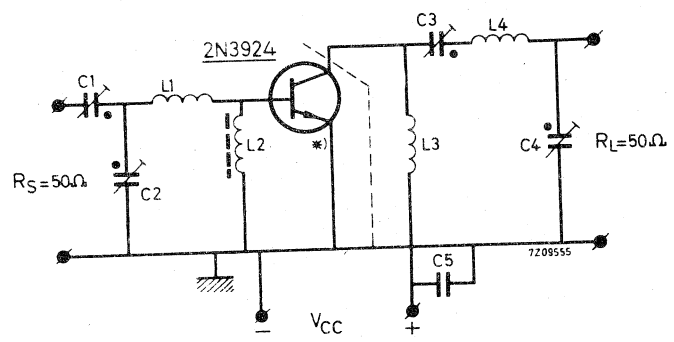 2N3924
C1
L1
L2
*)
C3
L4
L3
C4
RL=50Ω
RS=50Ω
C2
7Z09555
C5
−
VCC
+